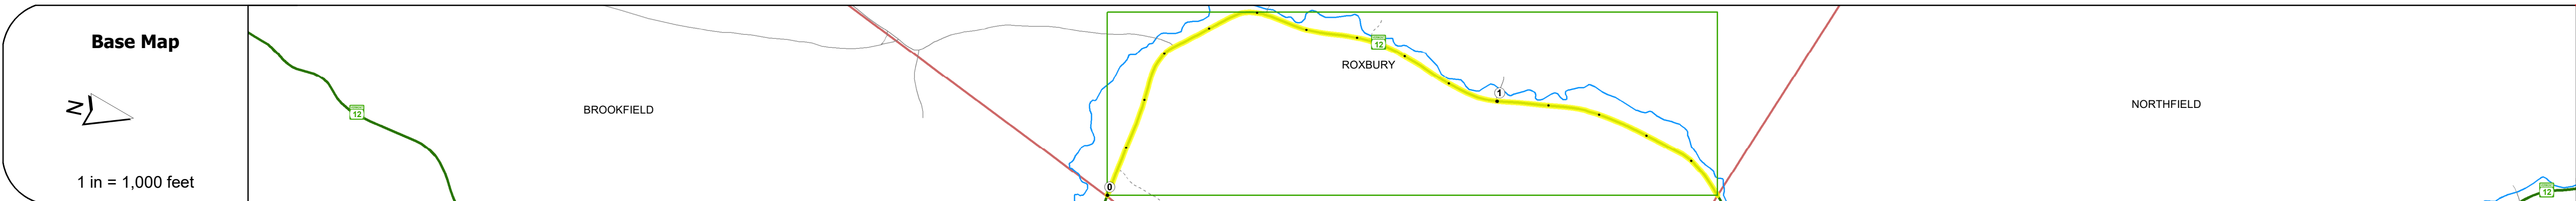 Base Map
N
1 in = 1,000 feet
12
BROOKFIELD
0
12
ROXBURY
1
NORTHFIELD
12